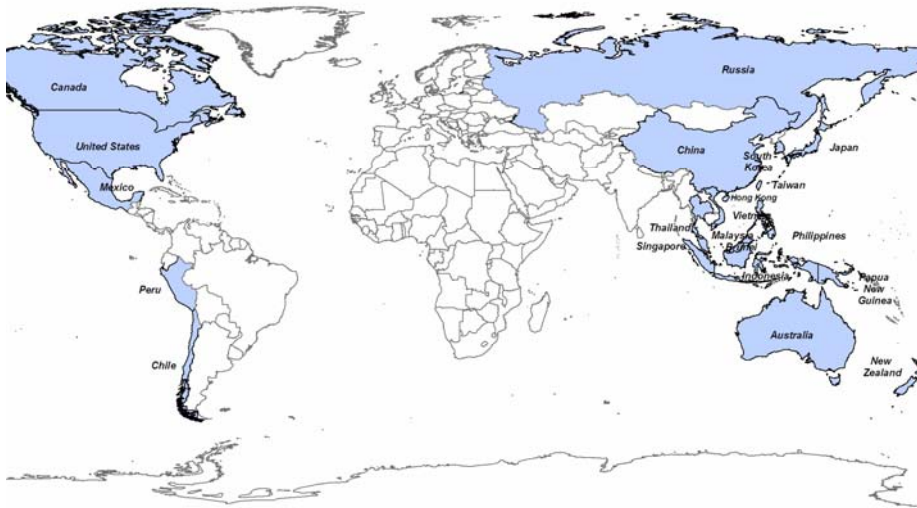 Canada
United States
Mexico
Peru
Chile
Russia
China
South
Korea
Japan
Taiwan
Hong Kong
Vietnam
Thailand
Malaysia
Philippines
Singapore
Brunei
Indonesia
Papua
New
Guinea
Australia
New
Zealand